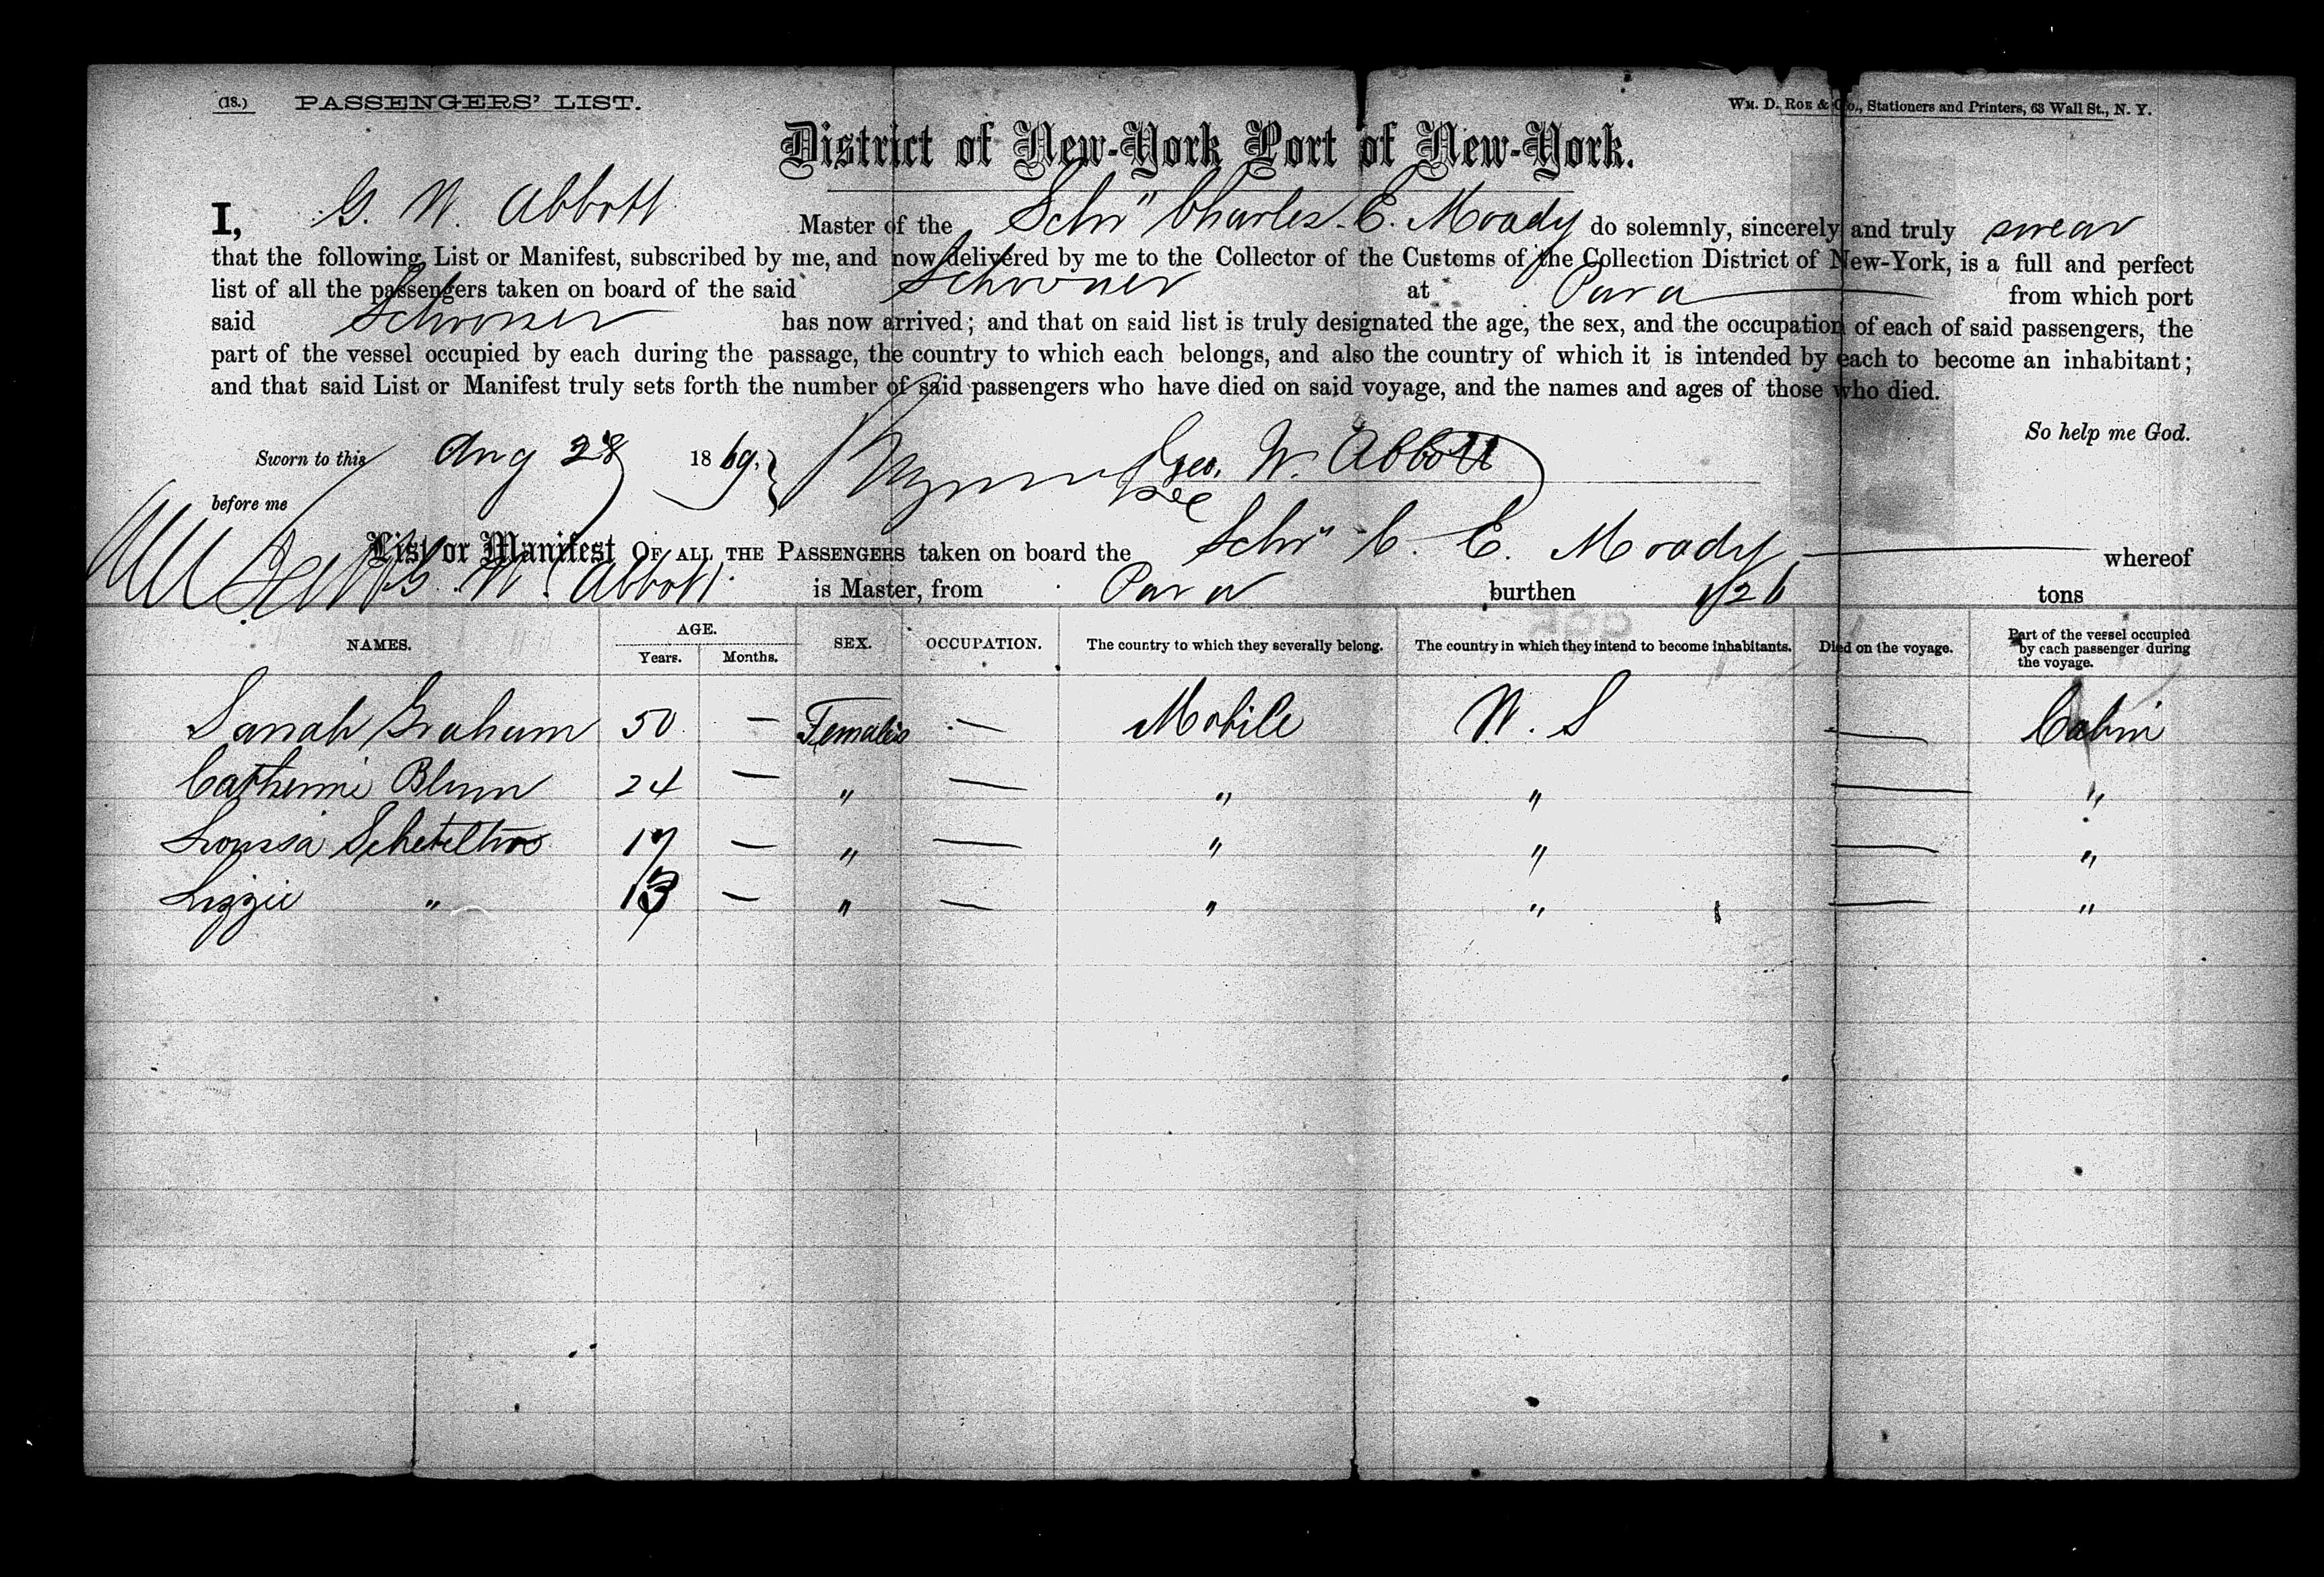 (18.) PASSENGERS' LIST.
WM. D. ROE & Co., Stationers and Printers, 63 Wall St., N. Y.
District of New-York Port of New-York.
I, G. W. Abbott Master of the Schr" Charles. E. Moody do solemnly, sincerely and truly swear
that the following List or Manifest, subscribed by me, and now delivered by me to the Collector of the Customs of the Collection District of New-York, is a full and perfect
list of all the passengers taken on board of the said Schooner at Para from which port
said Schooner has now arrived; and that on said list is truly designated the age, the sex, and the occupation of each of said passengers, the
part of the vessel occupied by each during the passage, the country to which each belongs, and also the country of which it is intended by each to become an inhabitant;
and that said List or Manifest truly sets forth the number of said passengers who have died on said voyage, and the names and ages of those who died.
So help me God.
Sworn to this Aug 28 1869, Geo. W. Abbott
before me
List or Manifest OF ALL THE PASSENGERS taken on board the Schr" C. E. Moody whereof
G. W. Abbott is Master, from Para burthen tons
NAMES. AGE. Years. Months. SEX. OCCUPATION. The country to which they severally belong. The country in which they intend to become inhabitants. Died on the voyage. Part of the vessel occupied by each passenger during the voyage.
Sarrah Graham 50 — Females — Mobile U. S — Cabin
Catherine Blum 24 — " — " " — "
Louisa 17 — " — " " — "
Lizzie " 13 — " — " " — "